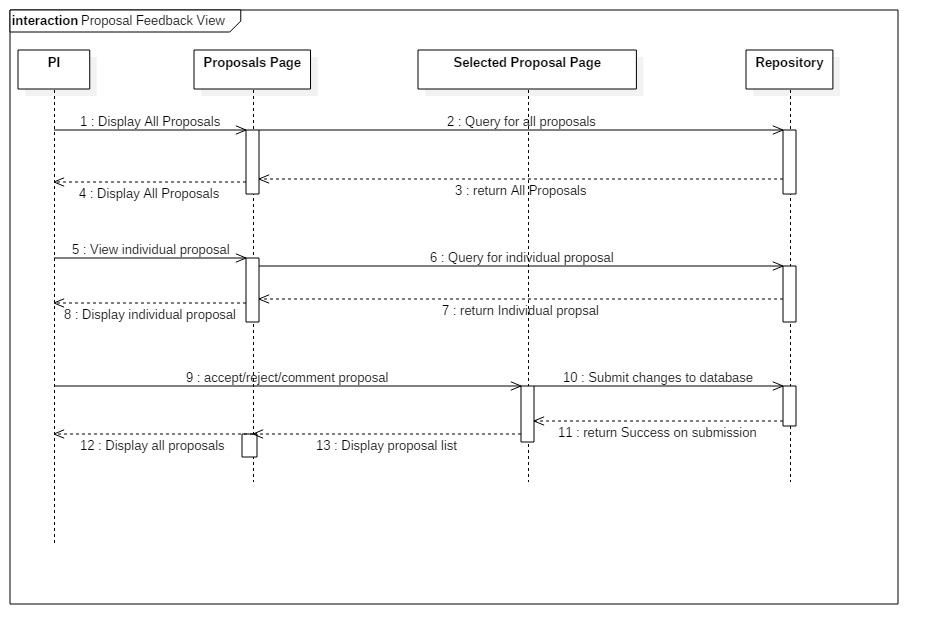 interaction Proposal Feedback View
PI
Proposals Page
Selected Proposal Page
Repository
1 : Display All Proposals
2 : Query for all proposals
3 : return All Proposals
4 : Display All Proposals
5 : View individual proposal
6 : Query for individual proposal
7 : return Individual propsal
8 : Display individual proposal
9 : accept/reject/comment proposal
10 : Submit changes to database
11 : return Success on submission
12 : Display all proposals
13 : Display proposal list